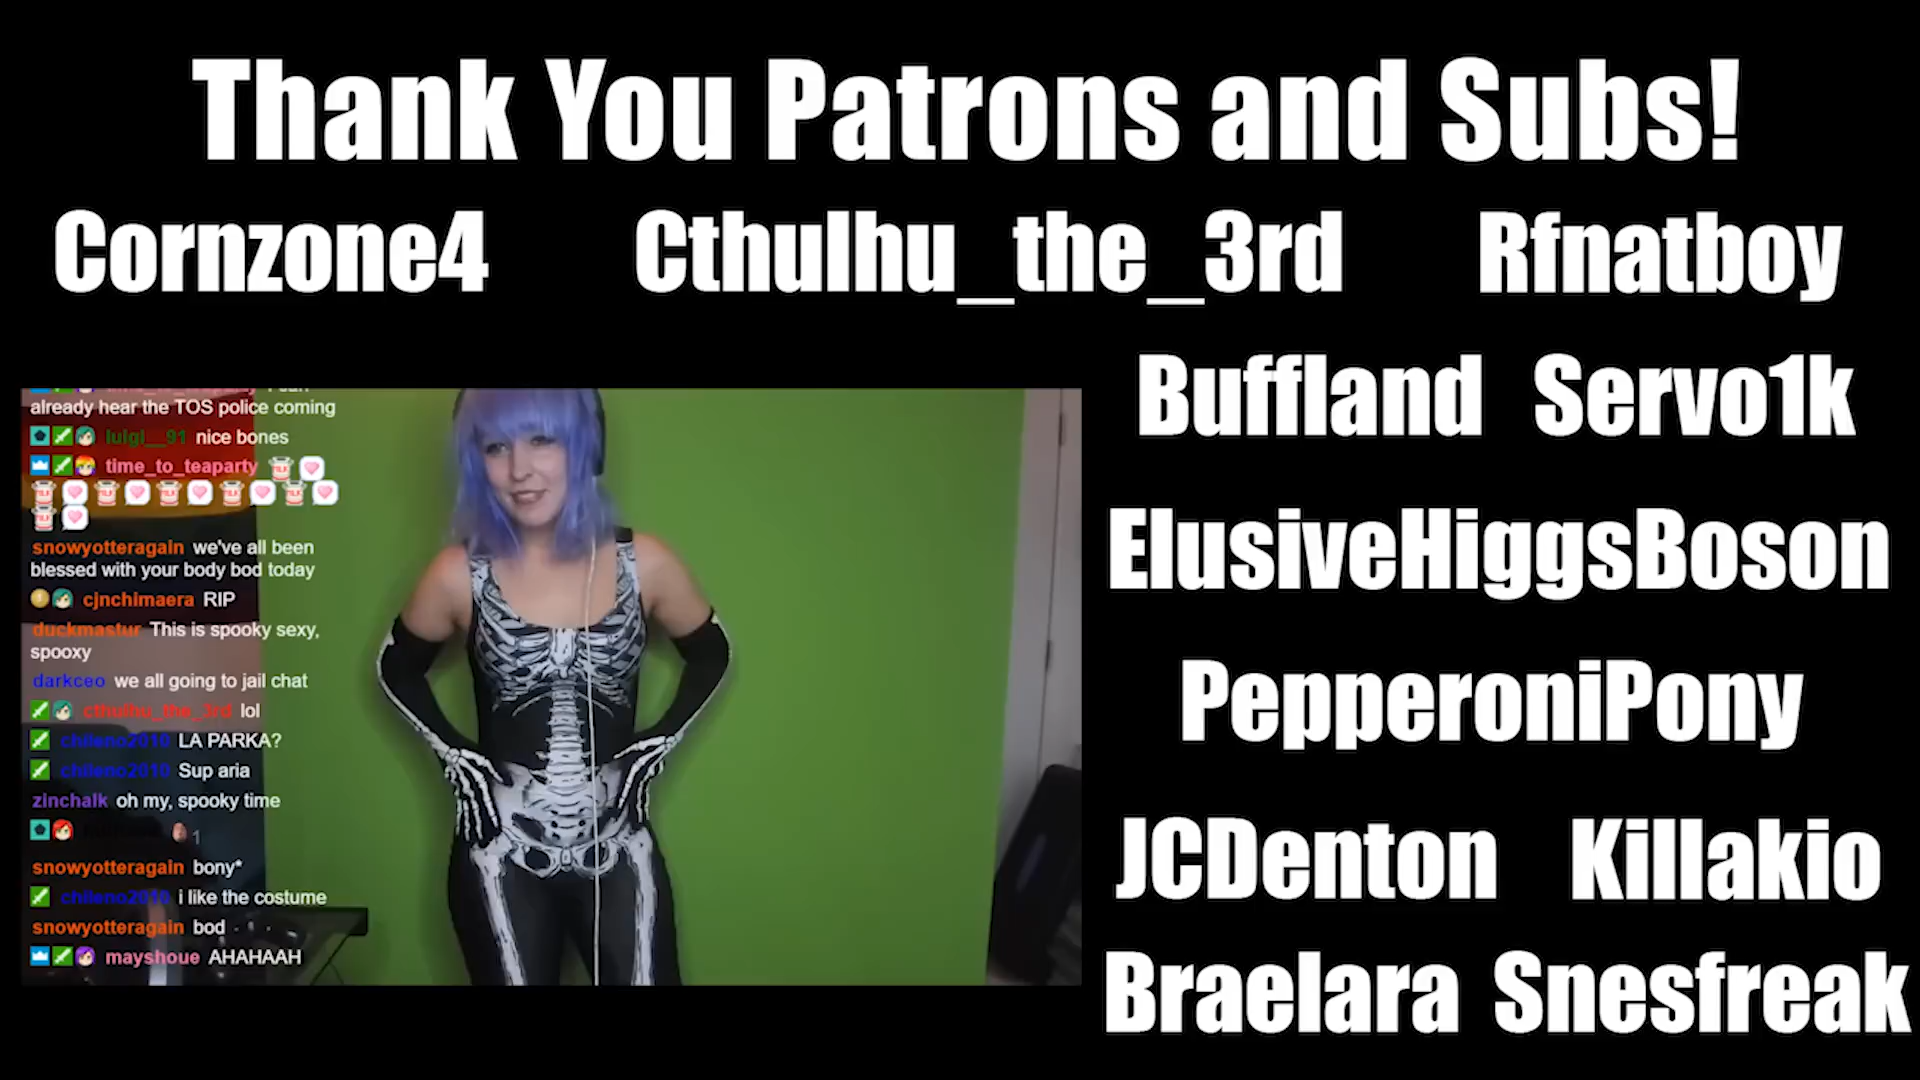 Thank You Patrons and Subs!
Cornzone4 Cthulhu_the_3rd Rfnatboy
Buffland Servo1k
ElusiveHiggsBoson
PepperoniPony
JCDenton Killakio
Braelara Snesfreak
already hear the TOS police coming
luigi__91 nice bones
time_to_teaparty
snowyotteragain we've all been
blessed with your body bod today
cjnchimaera RIP
duckmastur This is spooky sexy,
spooxy
darkceo we all going to jail chat
cthulhu_the_3rd lol
chileno2010 LA PARKA?
chileno2010 Sup aria
zinchalk oh my, spooky time
1
snowyotteragain bony*
chileno2010 i like the costume
snowyotteragain bod
mayshoue AHAHAAH